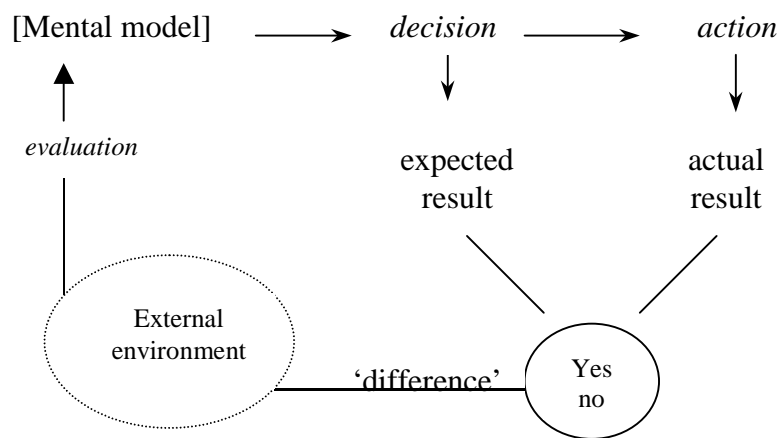 [Mental model]
decision
action
evaluation
expected
result
actual
result
External
environment
‘difference’
Yes
no